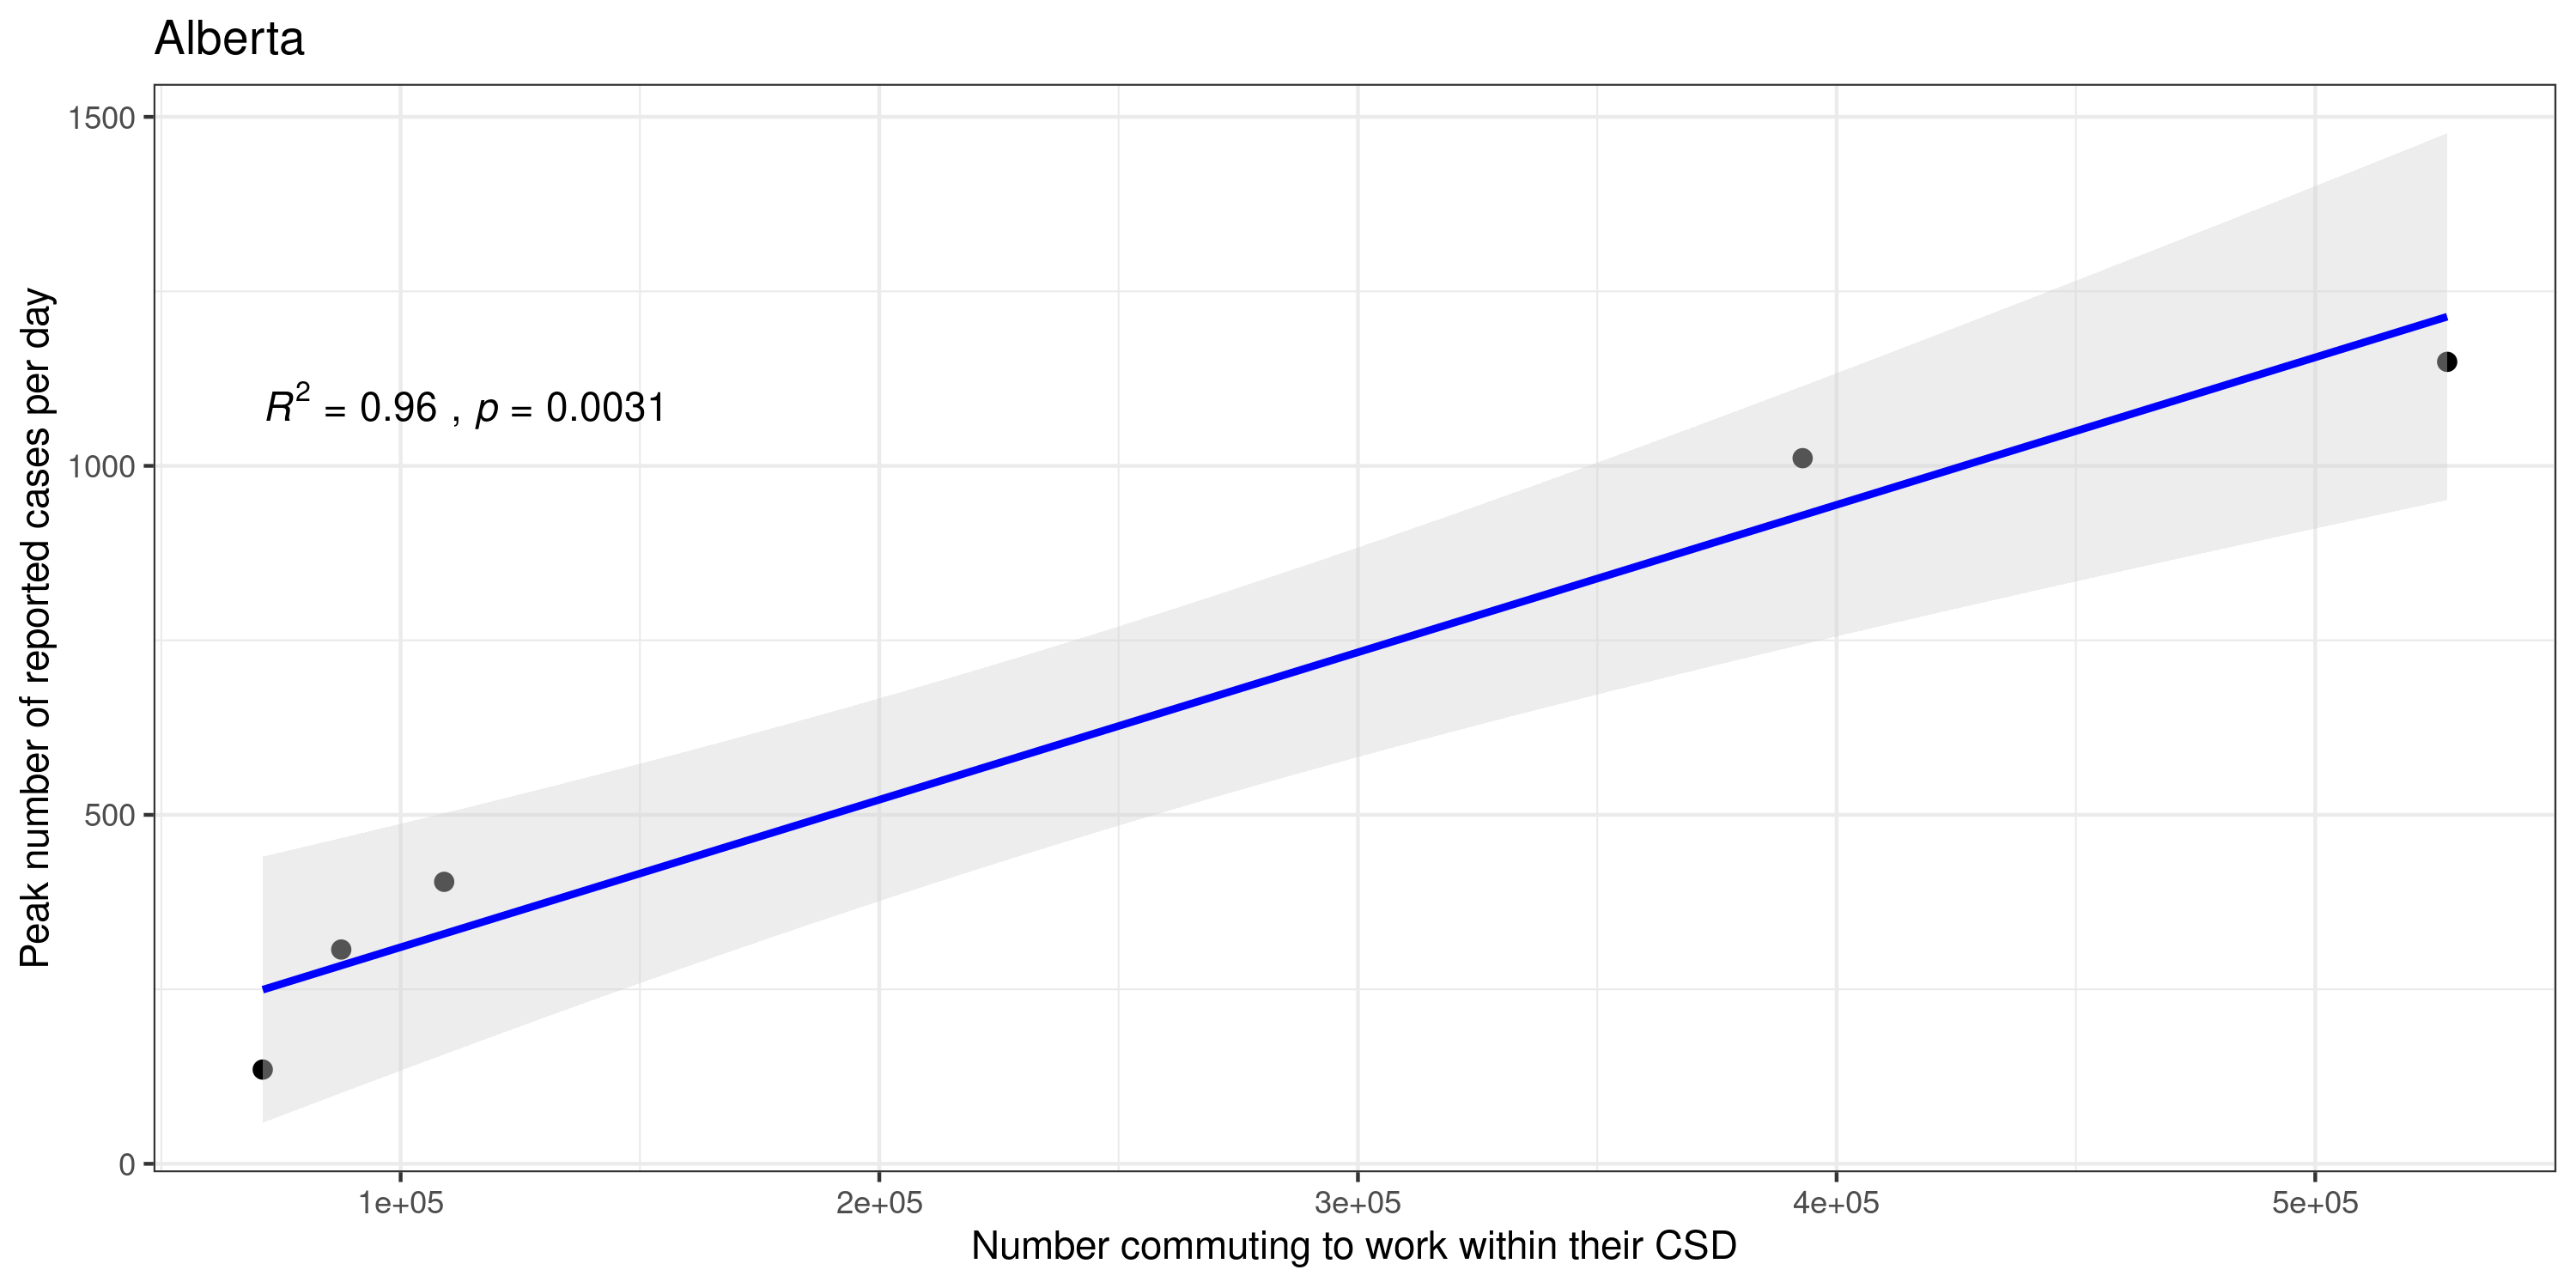 Alberta
Peak number of reported cases per day
1500
1000
500
0
R² = 0.96 , p = 0.0031
1e+05 2e+05 3e+05 4e+05 5e+05
Number commuting to work within their CSD